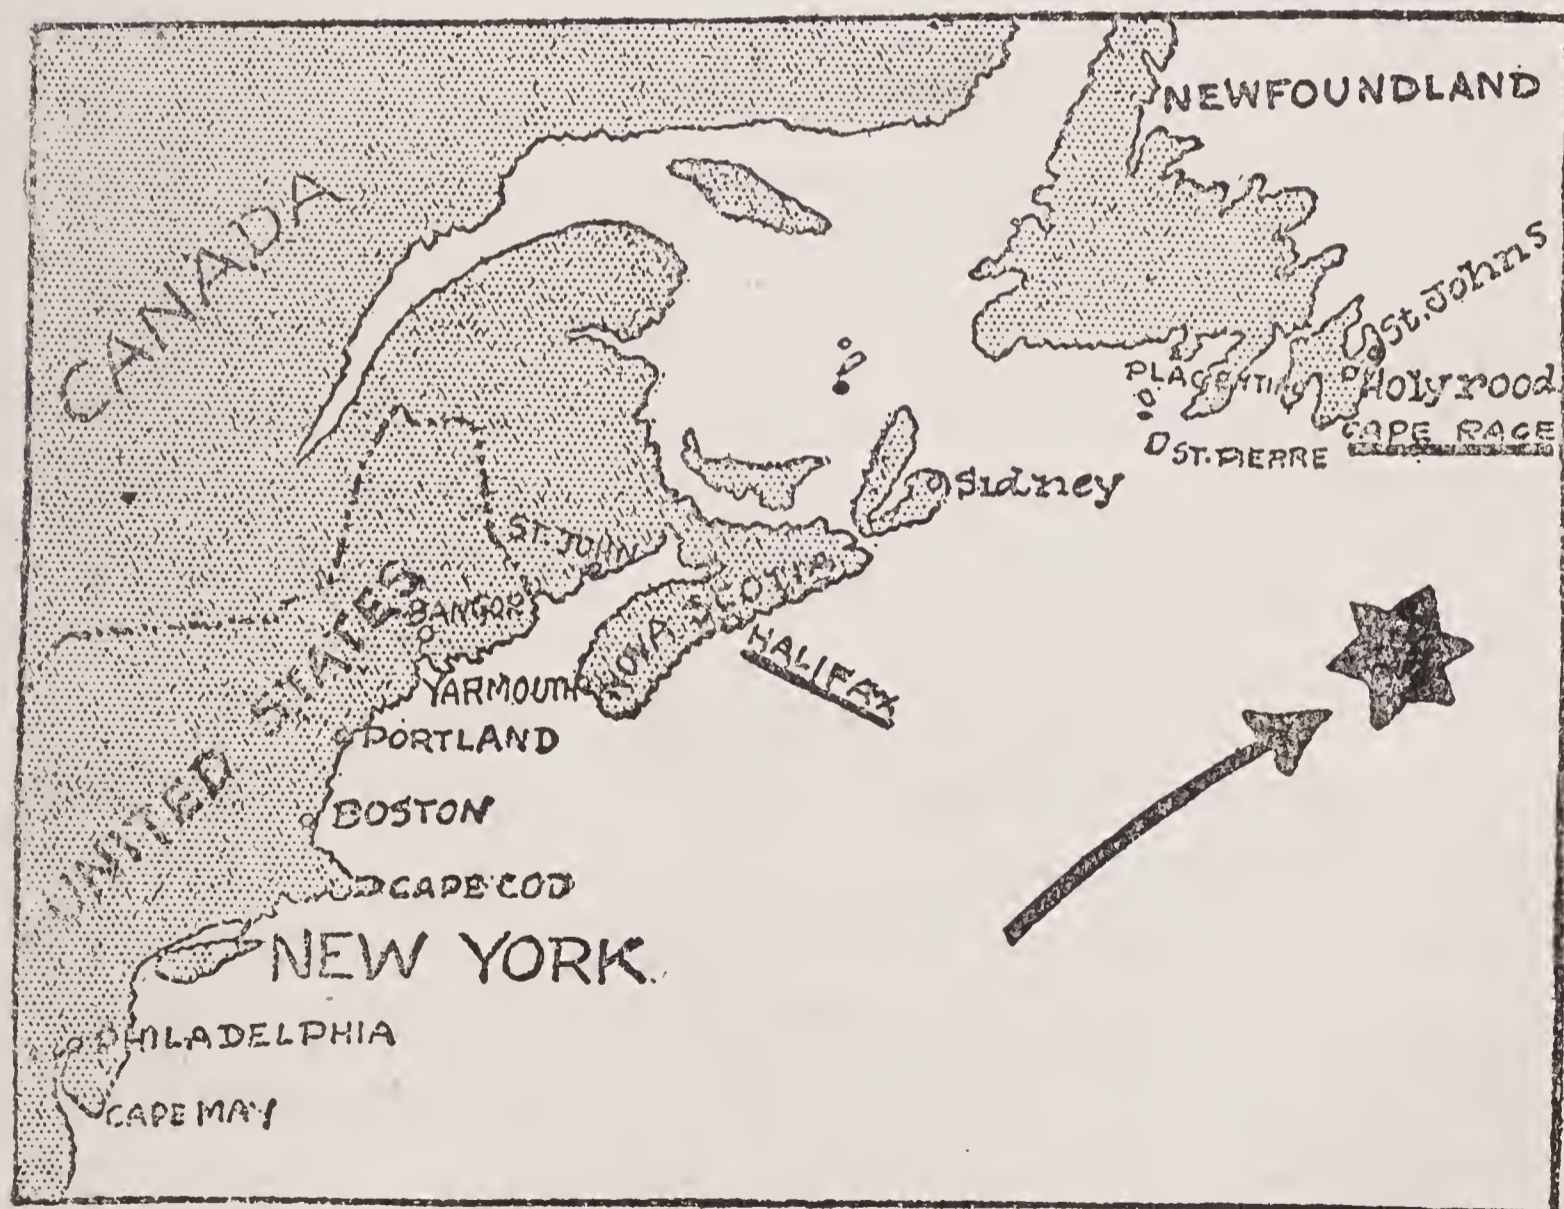 NEWFOUNDLAND
CANADA
St. Johns
PLACENTIA
Holyrood
CAPE RACE
ST. PIERRE
Sidney
ST. JOHN
NOVA SCOTIA
BANGOR
HALIFAX
UNITED STATES
YARMOUTH
PORTLAND
BOSTON
CAPE COD
NEW YORK.
PHILADELPHIA
CAPE MAY